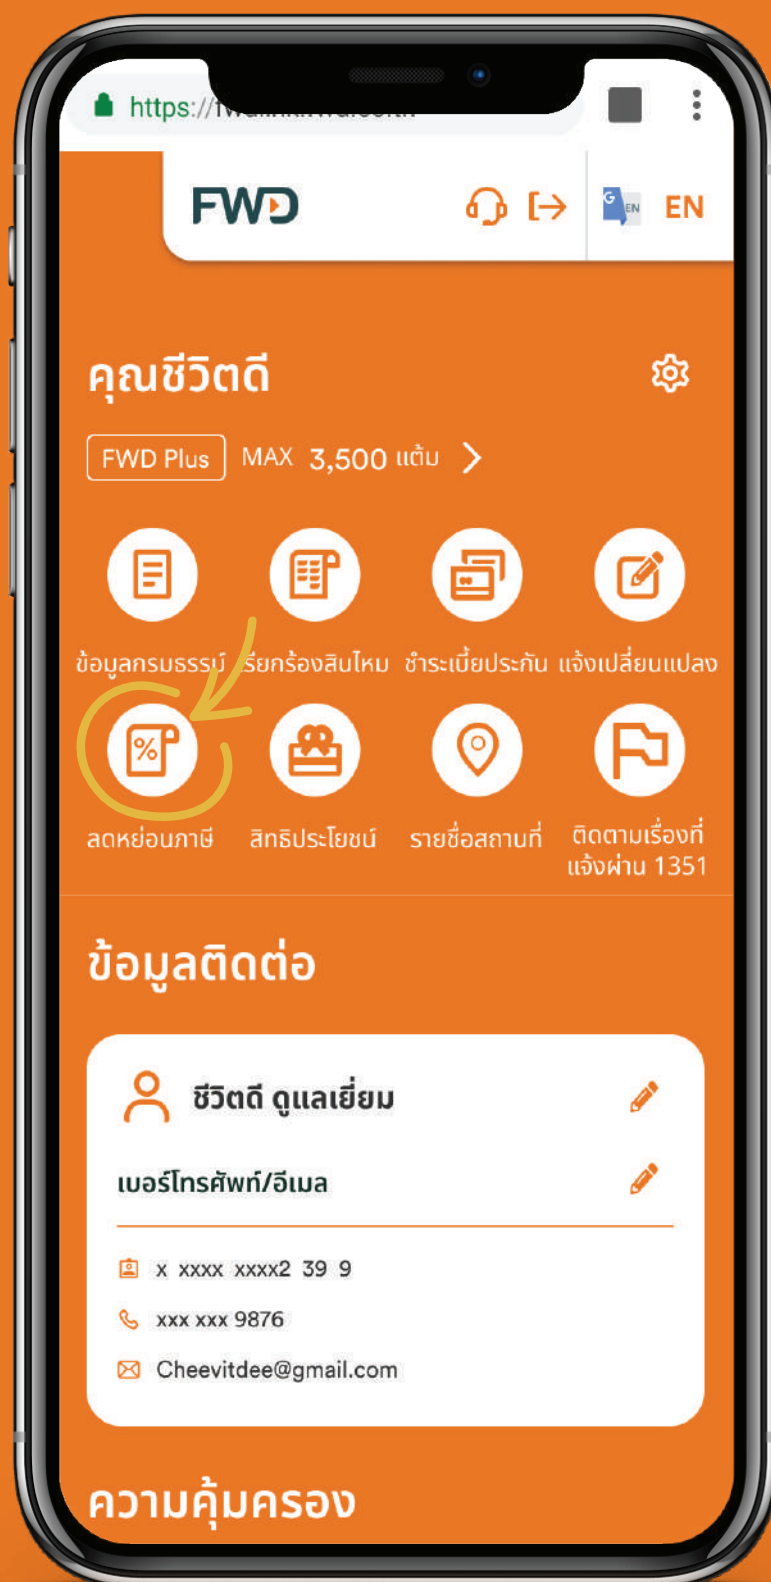 https://
FWD
G EN EN
คุณชีวิตดี
FWD Plus MAX 3,500 แต้ม
ข้อมูลกรมธรรม์ เรียกร้องสินไหม ชำระเบี้ยประกัน แจ้งเปลี่ยนแปลง
%
ลดหย่อนภาษี สิทธิประโยชน์ รายชื่อสถานที่ ติดตามเรื่องที่
แจ้งผ่าน 1351
ข้อมูลติดต่อ
ชีวิตดี ดูแลเยี่ยม
เบอร์โทรศัพท์/อีเมล
x xxxx xxxx2 39 9
xxx xxx 9876
Cheevitdee@gmail.com
ความคุ้มครอง